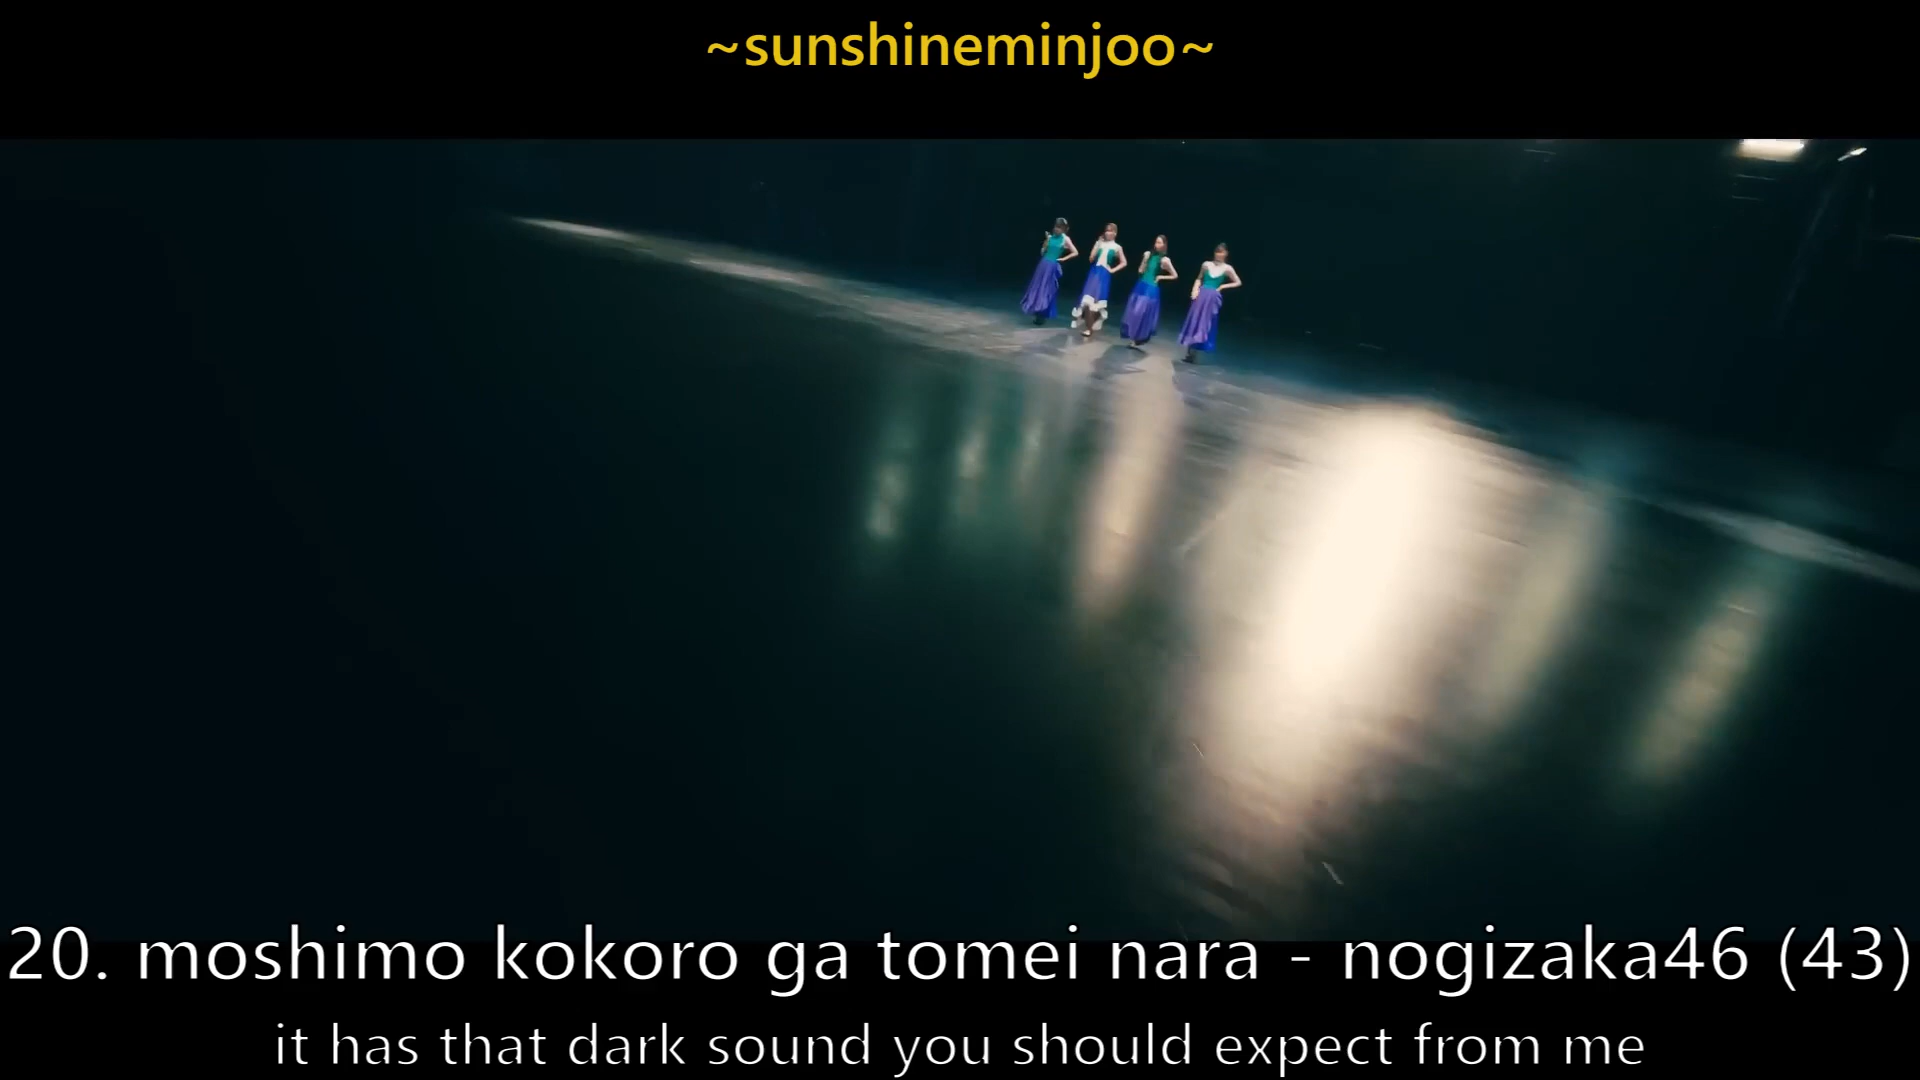 ~sunshineminjoo~
20. moshimo kokoro ga tomei nara - nogizaka46 (43)
it has that dark sound you should expect from me